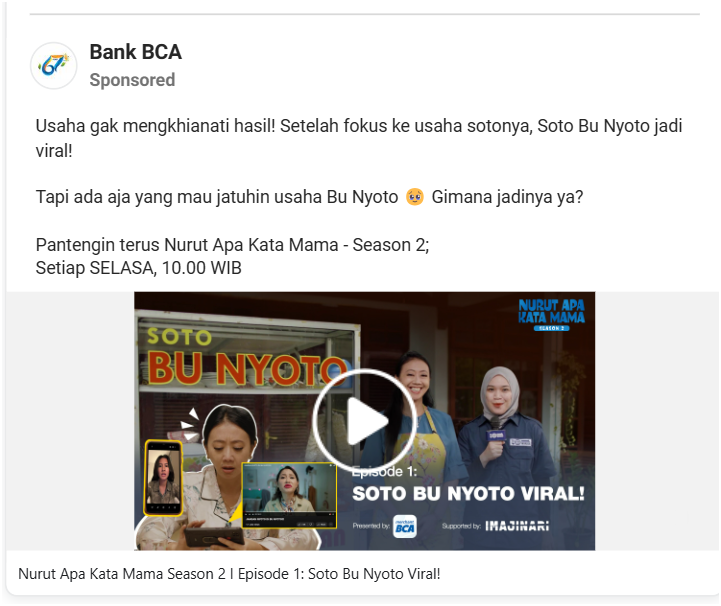 67
Bank BCA
Sponsored
Usaha gak mengkhianati hasil! Setelah fokus ke usaha sotonya, Soto Bu Nyoto jadi
viral!
Tapi ada aja yang mau jatuhin usaha Bu Nyoto 🥹 Gimana jadinya ya?
Pantengin terus Nurut Apa Kata Mama - Season 2;
Setiap SELASA, 10.00 WIB
NURUT APA
KATA MAMA
SEASON 2
SOTO
BU NYOTO
Episode 1:
SOTO BU NYOTO VIRAL!
Presented by: BCA
Supported by: IMAJINARI
Nurut Apa Kata Mama Season 2 I Episode 1: Soto Bu Nyoto Viral!